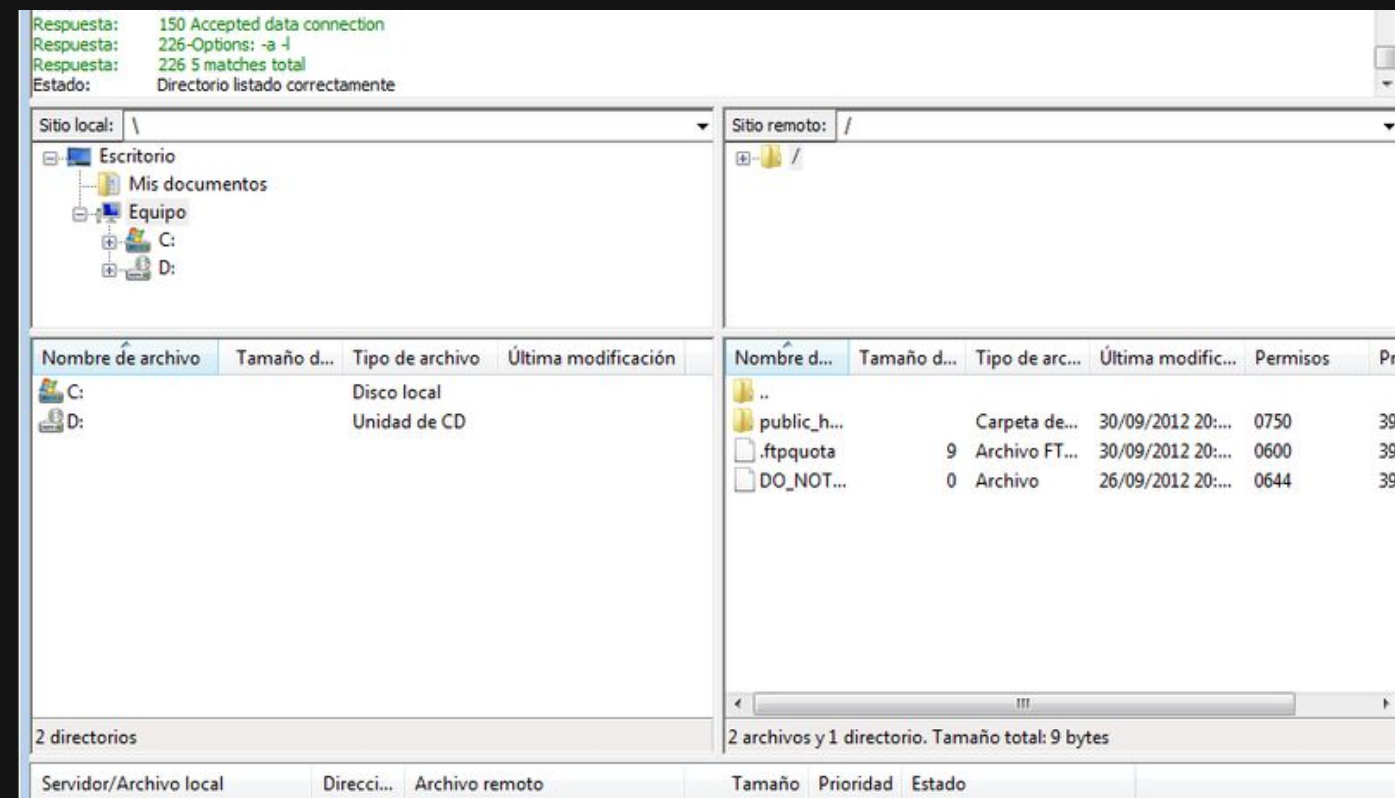 Respuesta: 150 Accepted data connection
Respuesta: 226-Options: -a -l
Respuesta: 226 5 matches total
Estado: Directorio listado correctamente
Sitio local: \
Escritorio
Mis documentos
Equipo
C:
D:
Sitio remoto: /
/
Nombre de archivo Tamaño d... Tipo de archivo Última modificación
C: Disco local
D: Unidad de CD
2 directorios
Nombre d... Tamaño d... Tipo de arc... Última modific... Permisos Pr
..
public_h... Carpeta de... 30/09/2012 20:... 0750 39
.ftpquota 9 Archivo FT... 30/09/2012 20:... 0600 39
DO_NOT... 0 Archivo 26/09/2012 20:... 0644 39
2 archivos y 1 directorio. Tamaño total: 9 bytes
Servidor/Archivo local Direcci... Archivo remoto Tamaño Prioridad Estado